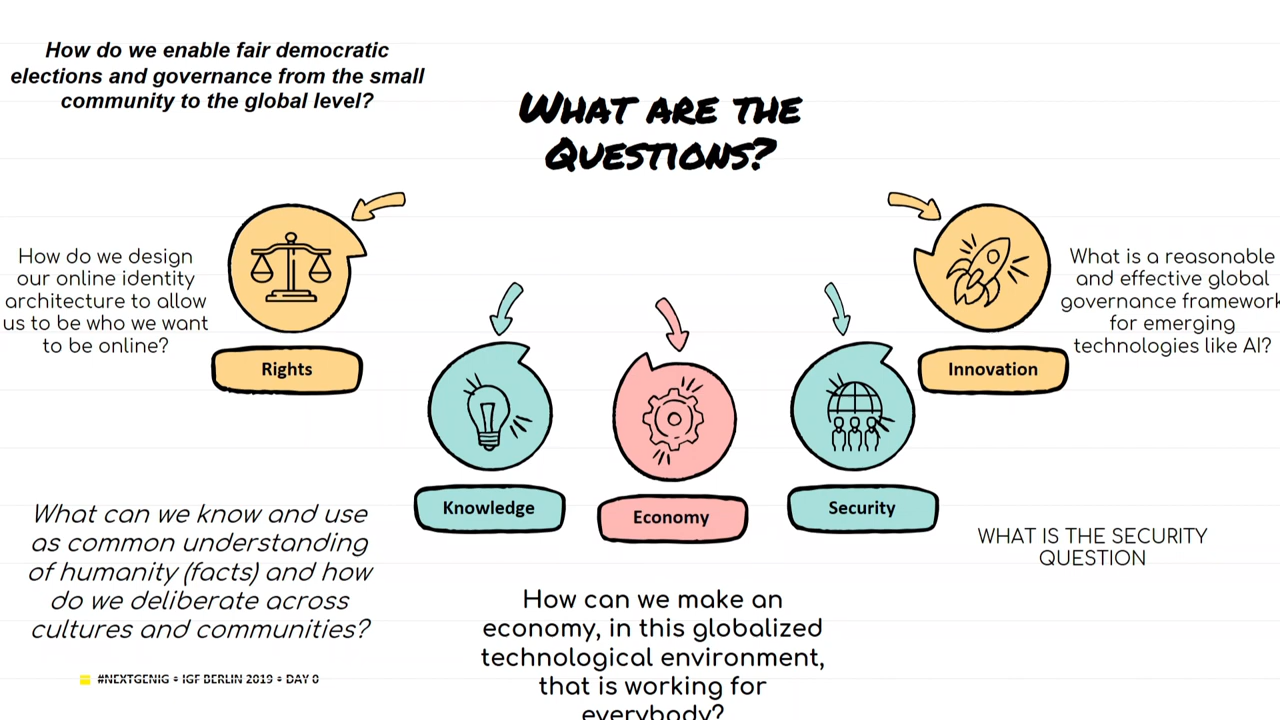 How do we enable fair democratic
elections and governance from the small
community to the global level?
What are the
Questions?
How do we design
our online identity
architecture to allow
us to be who we want
to be online?
Rights
What is a reasonable
and effective global
governance framework
for emerging
technologies like AI?
Innovation
Knowledge
Economy
Security
What can we know and use
as common understanding
of humanity (facts) and how
do we deliberate across
cultures and communities?
WHAT IS THE SECURITY
QUESTION
How can we make an
economy, in this globalized
technological environment,
that is working for
everybody?
#NEXTGENIG • IGF BERLIN 2019 • DAY 0